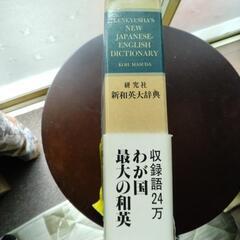 KENKYUSHA'S
NEW
JAPANESE-
ENGLISH
DICTIONARY
KOH MASUDA
研究社
新和英大辞典
収録語24万
わが国
最大の和英